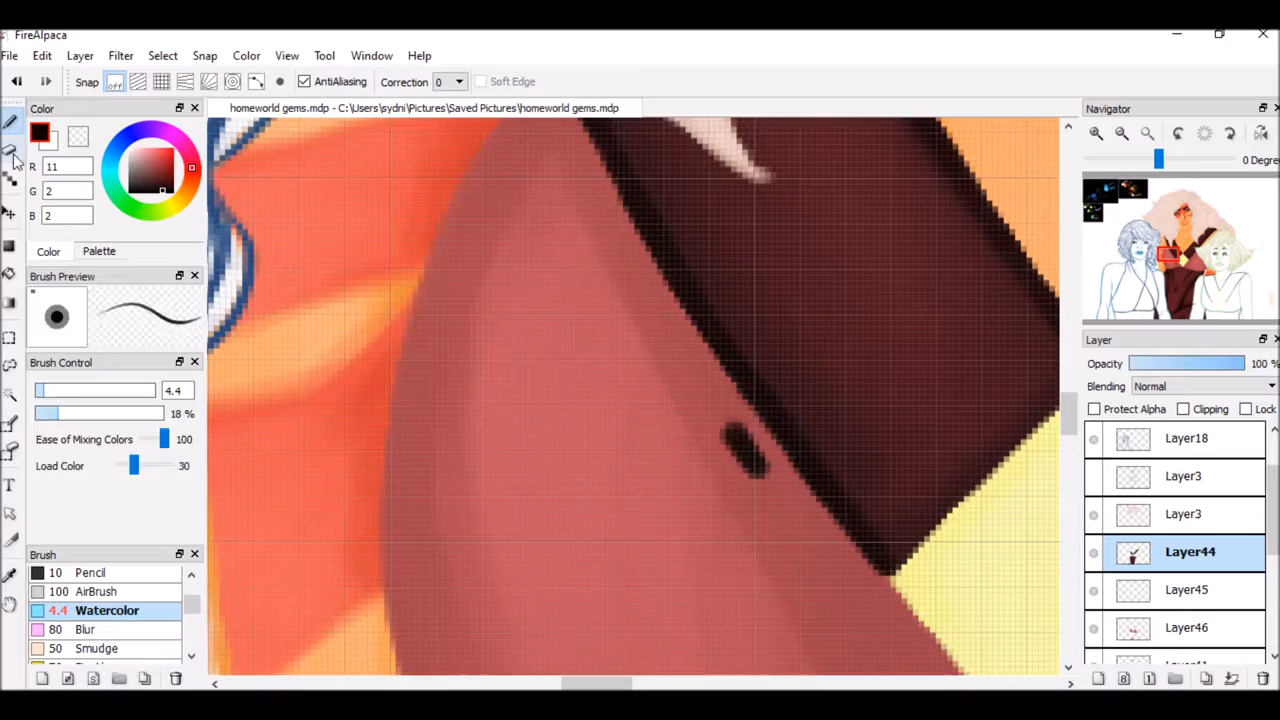 FireAlpaca
File Edit Layer Filter Select Snap Color View Tool Window Help
Snap off AntiAliasing Correction 0 Soft Edge
Color
homeworld gems.mdp - C:\Users\sydni\Pictures\Saved Pictures\homeworld gems.mdp
Navigator
R 11
G 2
B 2
0 Degree
Color Palette
Brush Preview
*
Brush Control
4.4
18 %
Ease of Mixing Colors 100
Load Color 30
Layer
Opacity 100 %
Blending Normal
Protect Alpha Clipping Lock
Layer18
Layer3
Layer3
Layer44
Layer45
Layer46
Brush
10 Pencil
100 AirBrush
4.4 Watercolor
80 Blur
50 Smudge